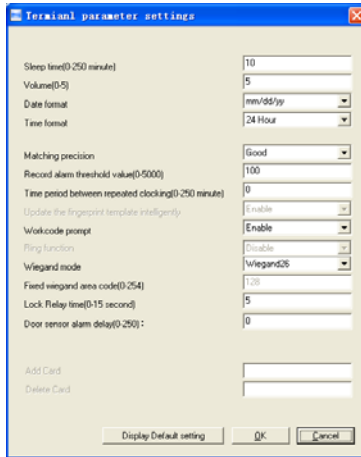 Termianl parameter settings
Sleep time(0-250 minute) 10
Volume(0-5) 5
Date format mm/dd/yy
Time format 24 Hour
Matching precision Good
Record alarm threshold value(0-5000) 100
Time period between repeated clocking(0-250 minute) 0
Update the fingerprint template intelligently Enable
Workcode prompt Enable
Ring function Disable
Wiegand mode Wiegand26
Fixed wiegand area code(0-254) 128
Lock Relay time(0-15 second) 5
Door sensor alarm delay(0-250): 0
Add Card
Delete Card
Display Default setting OK Cancel